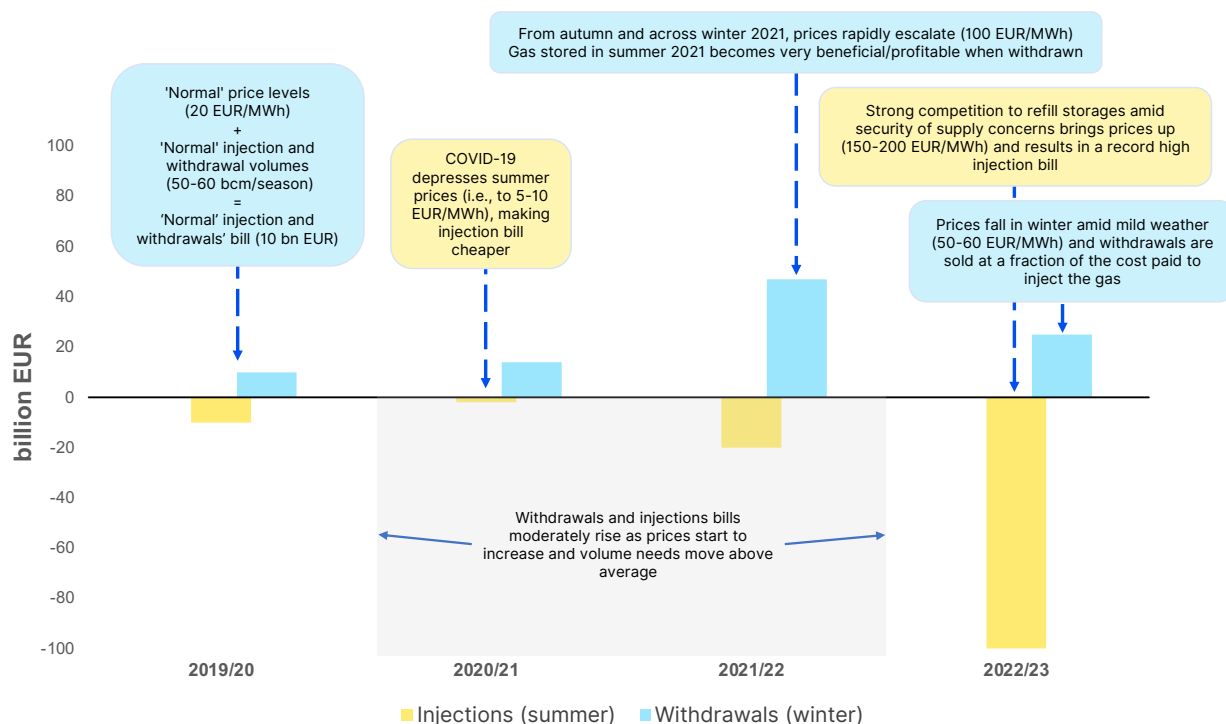 From autumn and across winter 2021, prices rapidly escalate (100 EUR/MWh)
Gas stored in summer 2021 becomes very beneficial/profitable when withdrawn
'Normal' price levels
(20 EUR/MWh)
+
'Normal' injection and
withdrawal volumes
(50-60 bcm/season)
=
‘Normal’ injection and
withdrawals’ bill (10 bn EUR)
COVID-19
depresses summer
prices (i.e., to 5-10
EUR/MWh), making
injection bill
cheaper
Strong competition to refill storages amid
security of supply concerns brings prices up
(150-200 EUR/MWh) and results in a record high
injection bill
Prices fall in winter amid mild weather
(50-60 EUR/MWh) and withdrawals are
sold at a fraction of the cost paid to
inject the gas
billion EUR
100
80
60
40
20
0
-20
-40
-60
-80
-100
Withdrawals and injections bills
moderately rise as prices start to
increase and volume needs move above
average
2019/20
2020/21
2021/22
2022/23
Injections (summer)
Withdrawals (winter)